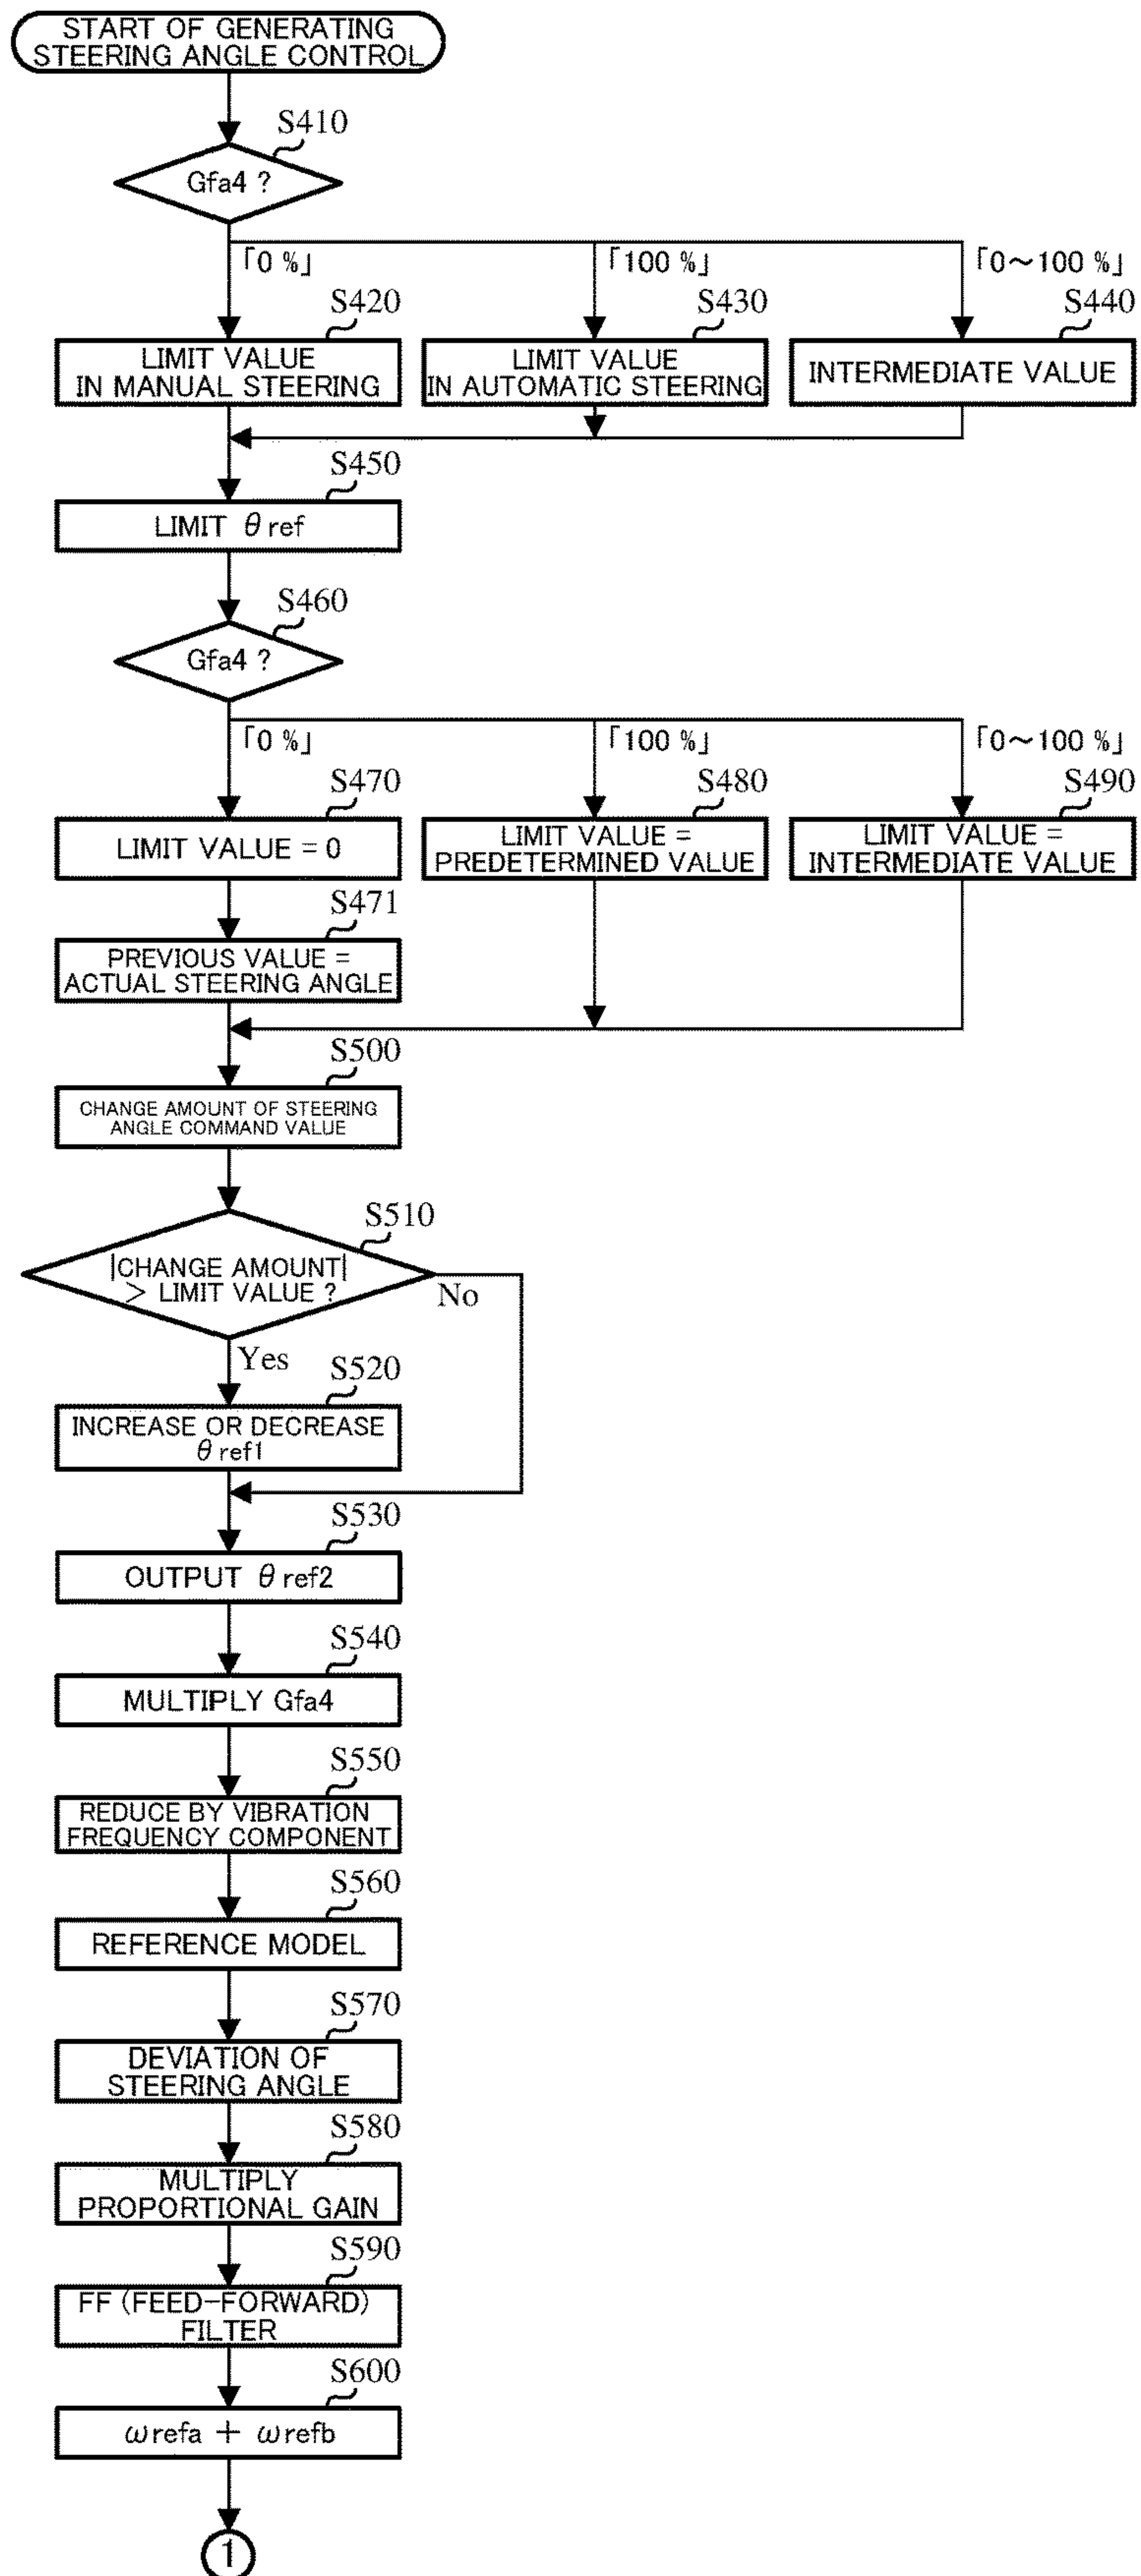 START OF GENERATING
STEERING ANGLE CONTROL
S410
Gfa4 ?
「0 %」
「100 %」
「0～100 %」
S420
S430
S440
LIMIT VALUE
IN MANUAL STEERING
LIMIT VALUE
IN AUTOMATIC STEERING
INTERMEDIATE VALUE
S450
LIMIT θref
S460
Gfa4 ?
「0 %」
「100 %」
「0～100 %」
S470
S480
S490
LIMIT VALUE = 0
LIMIT VALUE =
PREDETERMINED VALUE
LIMIT VALUE =
INTERMEDIATE VALUE
S471
PREVIOUS VALUE =
ACTUAL STEERING ANGLE
S500
CHANGE AMOUNT OF STEERING
ANGLE COMMAND VALUE
S510
|CHANGE AMOUNT|
＞ LIMIT VALUE ?
No
Yes
S520
INCREASE OR DECREASE
θref1
S530
OUTPUT θref2
S540
MULTIPLY Gfa4
S550
REDUCE BY VIBRATION
FREQUENCY COMPONENT
S560
REFERENCE MODEL
S570
DEVIATION OF
STEERING ANGLE
S580
MULTIPLY
PROPORTIONAL GAIN
S590
FF (FEED-FORWARD)
FILTER
S600
ωrefa + ωrefb
1